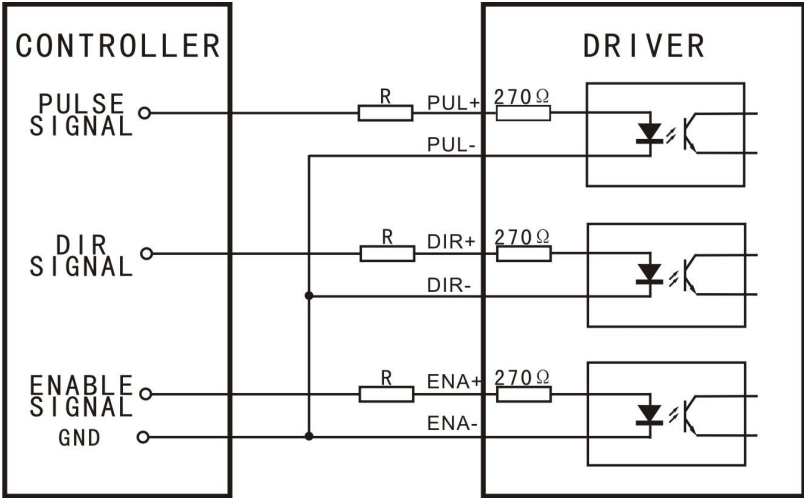 CONTROLLER
DRIVER
PULSE
SIGNAL
R
PUL+
270Ω
PUL-
DIR
SIGNAL
R
DIR+
270Ω
DIR-
ENABLE
SIGNAL
R
ENA+
270Ω
GND
ENA-